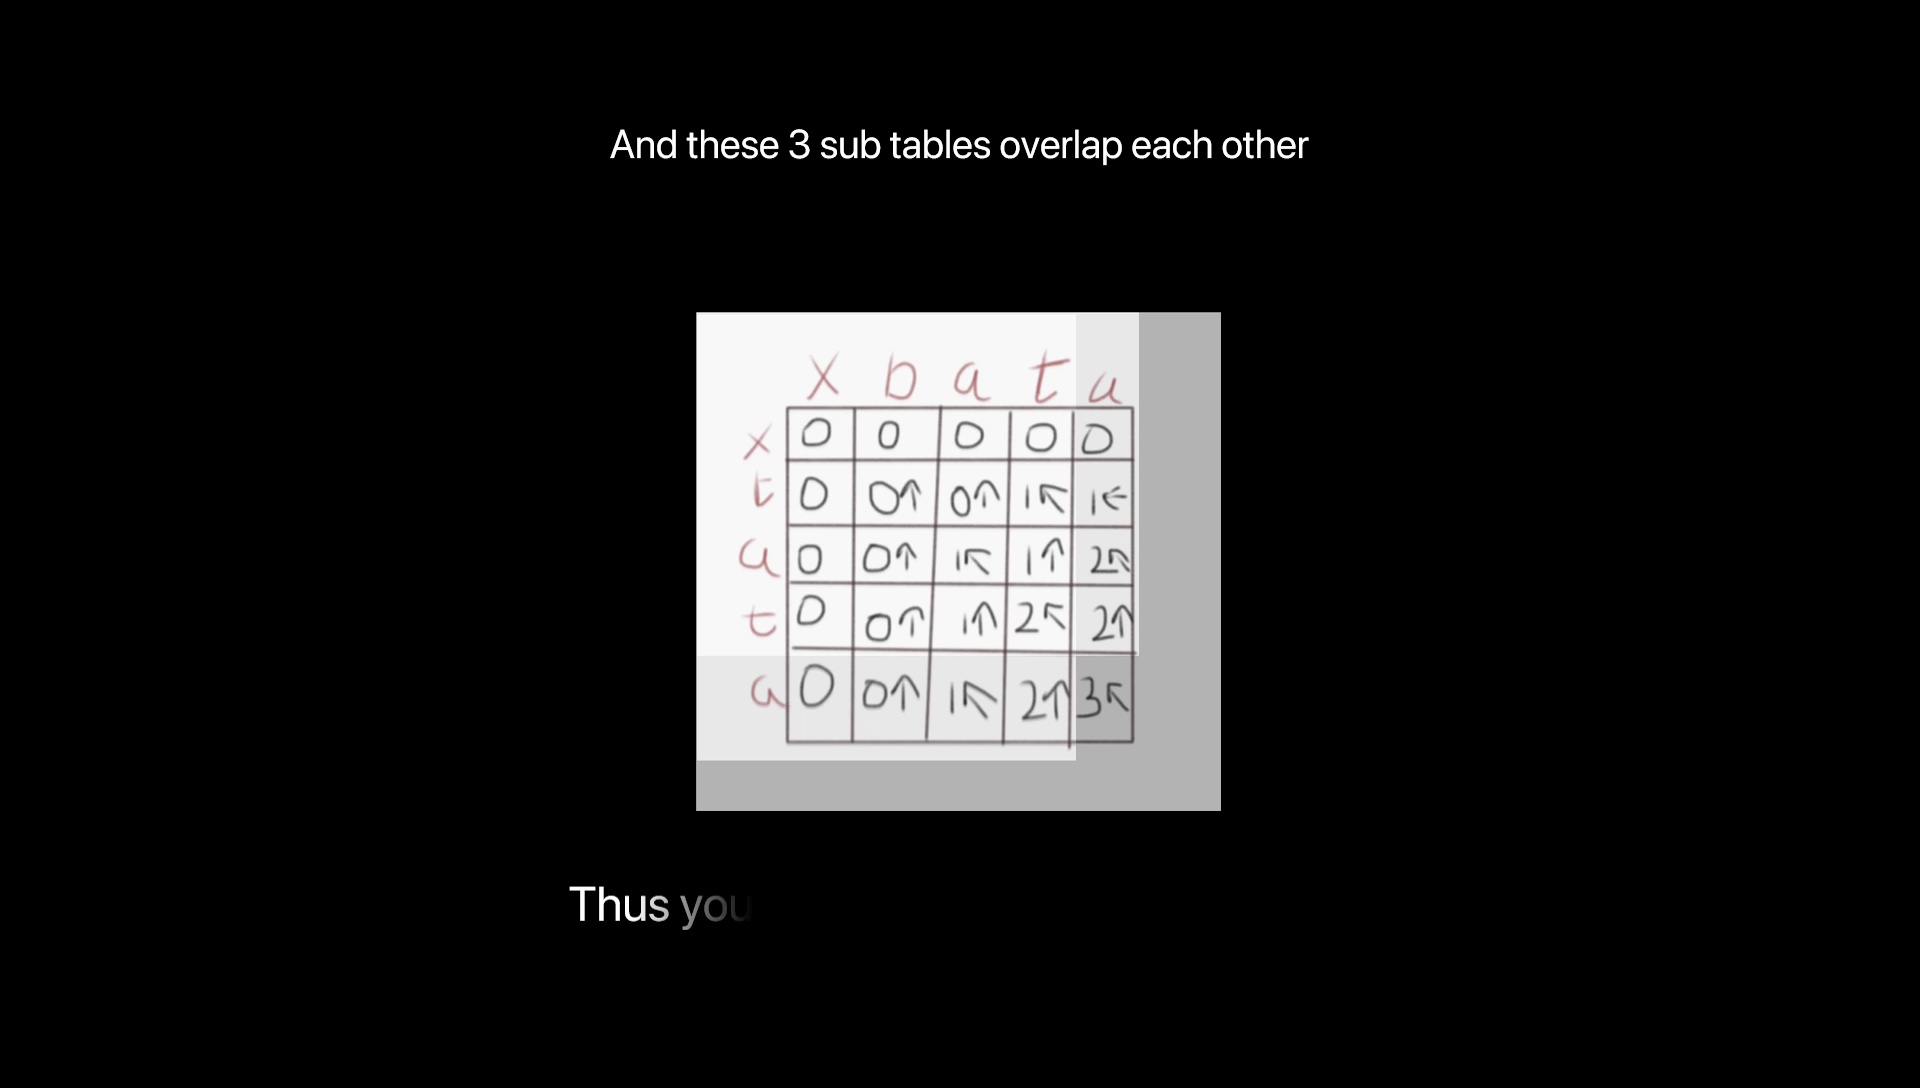 And these 3 sub tables overlap each other
x b a t a
x 0 0 0 0 0
t 0 0↑ 0↑ 1↖ 1←
a 0 0↑ 1↖ 1↑ 2↖
t 0 0↑ 1↑ 2↖ 2↑
a 0 0↑ 1↖ 2↑ 3↖
Thus you